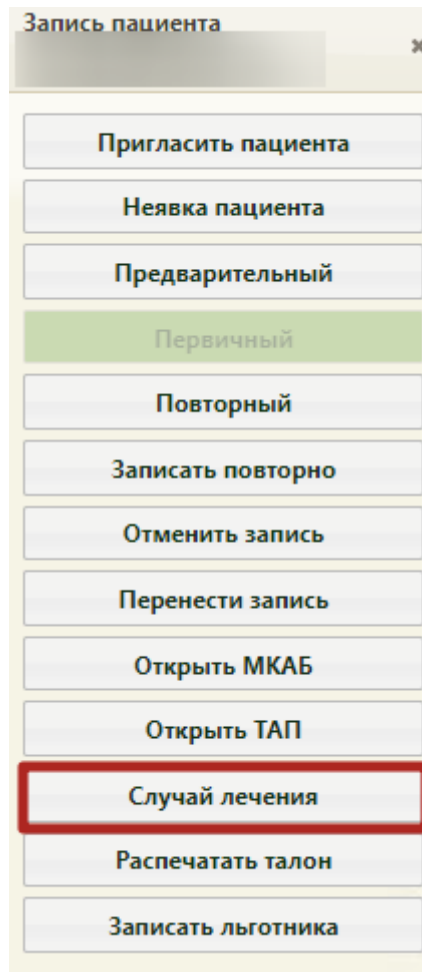 Запись пациента
Пригласить пациента
Неявка пациента
Предварительный
Первичный
Повторный
Записать повторно
Отменить запись
Перенести запись
Открыть МКАБ
Открыть ТАП
Случай лечения
Распечатать талон
Записать льготника